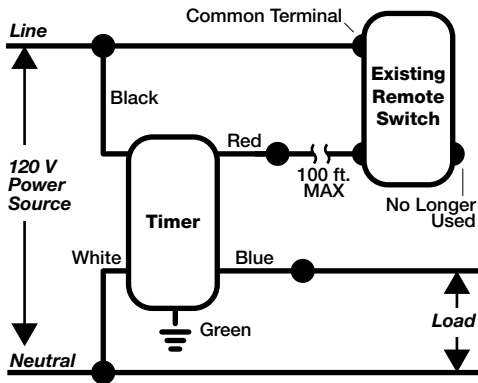 Common Terminal
Line
Existing
Remote
Switch
Black
Red
100 ft.
MAX
120 V
Power
Source
Timer
No Longer
Used
White
Blue
Green
Load
Neutral